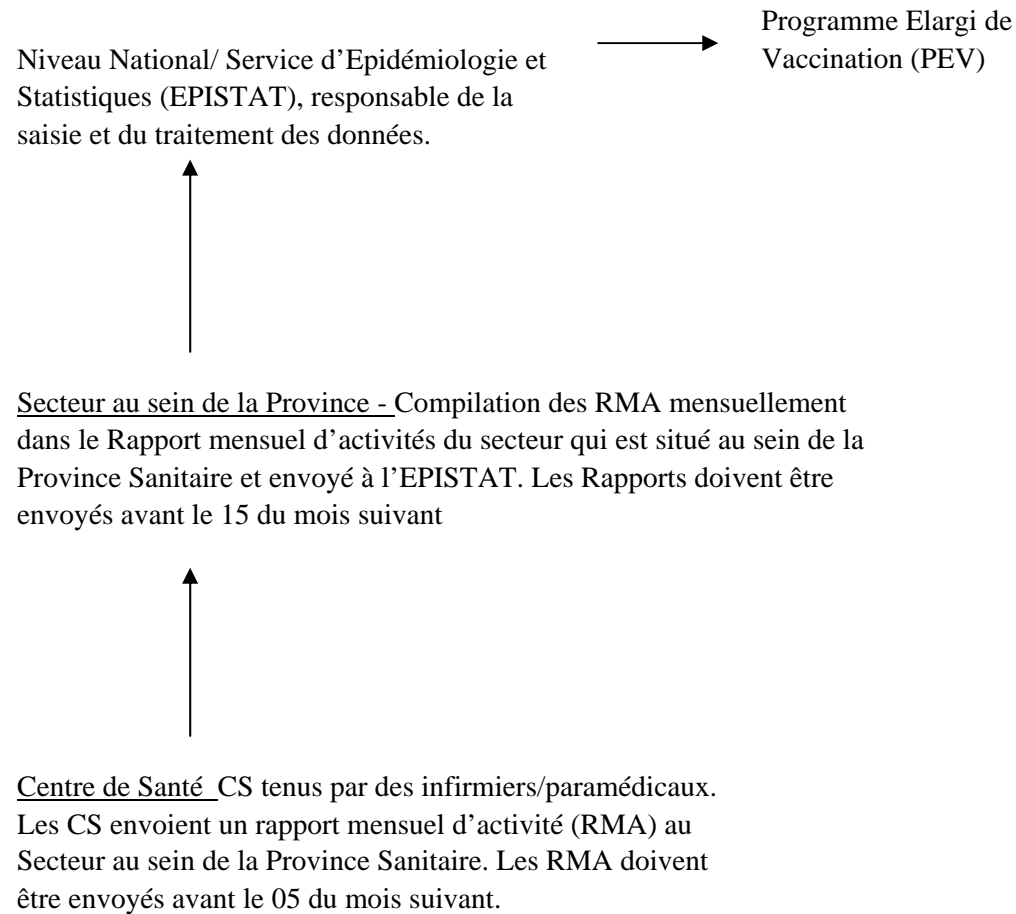 Niveau National/ Service d’Epidémiologie et
Statistiques (EPISTAT), responsable de la
saisie et du traitement des données.
Programme Elargi de
Vaccination (PEV)
Secteur au sein de la Province - Compilation des RMA mensuellement
dans le Rapport mensuel d’activités du secteur qui est situé au sein de la
Province Sanitaire et envoyé à l’EPISTAT. Les Rapports doivent être
envoyés avant le 15 du mois suivant
Centre de Santé CS tenus par des infirmiers/paramédicaux.
Les CS envoient un rapport mensuel d’activité (RMA) au
Secteur au sein de la Province Sanitaire. Les RMA doivent
être envoyés avant le 05 du mois suivant.